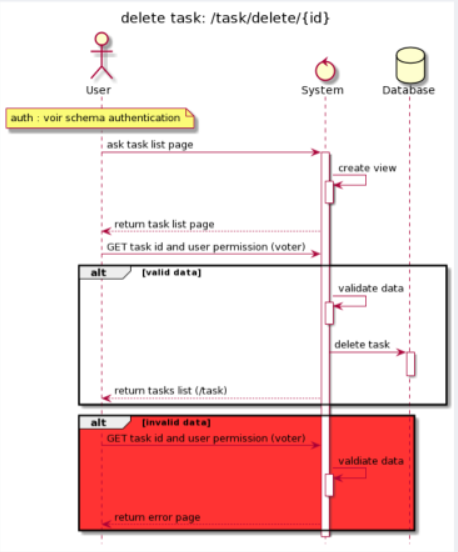 delete task: /task/delete/{id}
User
System
Database
auth : voir schema authentication
ask task list page
create view
return task list page
GET task id and user permission (voter)
alt [valid data]
validate data
delete task
return tasks list (/task)
alt [invalid data]
GET task id and user permission (voter)
valdiate data
return error page